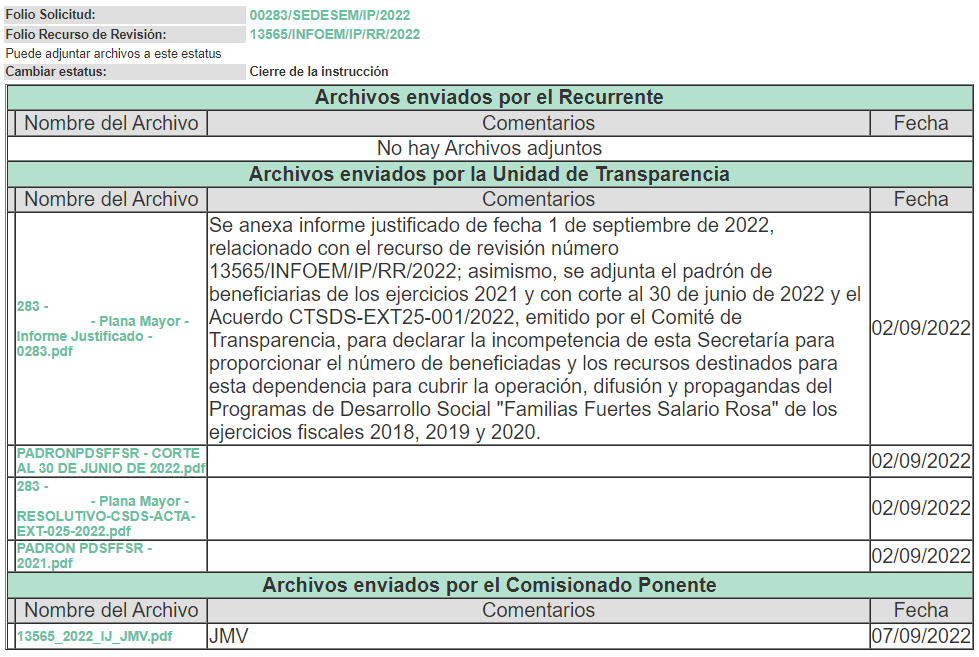 Folio Solicitud: 00283/SEDESEM/IP/2022
Folio Recurso de Revisión: 13565/INFOEM/IP/RR/2022
Puede adjuntar archivos a este estatus
Cambiar estatus: Cierre de la instrucción
Archivos enviados por el Recurrente
Nombre del Archivo Comentarios Fecha
No hay Archivos adjuntos
Archivos enviados por la Unidad de Transparencia
Nombre del Archivo Comentarios Fecha
283 -
- Plana Mayor -
Informe Justificado -
0283.pdf
Se anexa informe justificado de fecha 1 de septiembre de 2022,
relacionado con el recurso de revisión número
13565/INFOEM/IP/RR/2022; asimismo, se adjunta el padrón de
beneficiarias de los ejercicios 2021 y con corte al 30 de junio de 2022 y el
Acuerdo CTSDS-EXT25-001/2022, emitido por el Comité de
Transparencia, para declarar la incompetencia de esta Secretaría para
proporcionar el número de beneficiadas y los recursos destinados para
esta dependencia para cubrir la operación, difusión y propagandas del
Programas de Desarrollo Social "Familias Fuertes Salario Rosa" de los
ejercicios fiscales 2018, 2019 y 2020.
02/09/2022
PADRONPDSFFSR - CORTE
AL 30 DE JUNIO DE 2022.pdf
02/09/2022
283 -
- Plana Mayor -
RESOLUTIVO-CSDS-ACTA-
EXT-025-2022.pdf
02/09/2022
PADRON PDSFFSR -
2021.pdf
02/09/2022
Archivos enviados por el Comisionado Ponente
Nombre del Archivo Comentarios Fecha
13565_2022_IJ_JMV.pdf JMV 07/09/2022